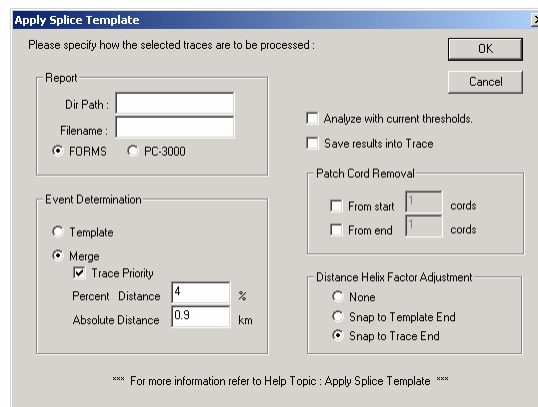 Apply Splice Template
Please specify how the selected traces are to be processed :
OK
Cancel
Report
Dir Path :
Filename :
FORMS PC-3000
Analyze with current thresholds.
Save results into Trace
Patch Cord Removal
From start 1 cords
From end 1 cords
Event Determination
Template
Merge
Trace Priority
Percent Distance 4 %
Absolute Distance 0.9 km
Distance Helix Factor Adjustment
None
Snap to Template End
Snap to Trace End
*** For more information refer to Help Topic : Apply Splice Template ***